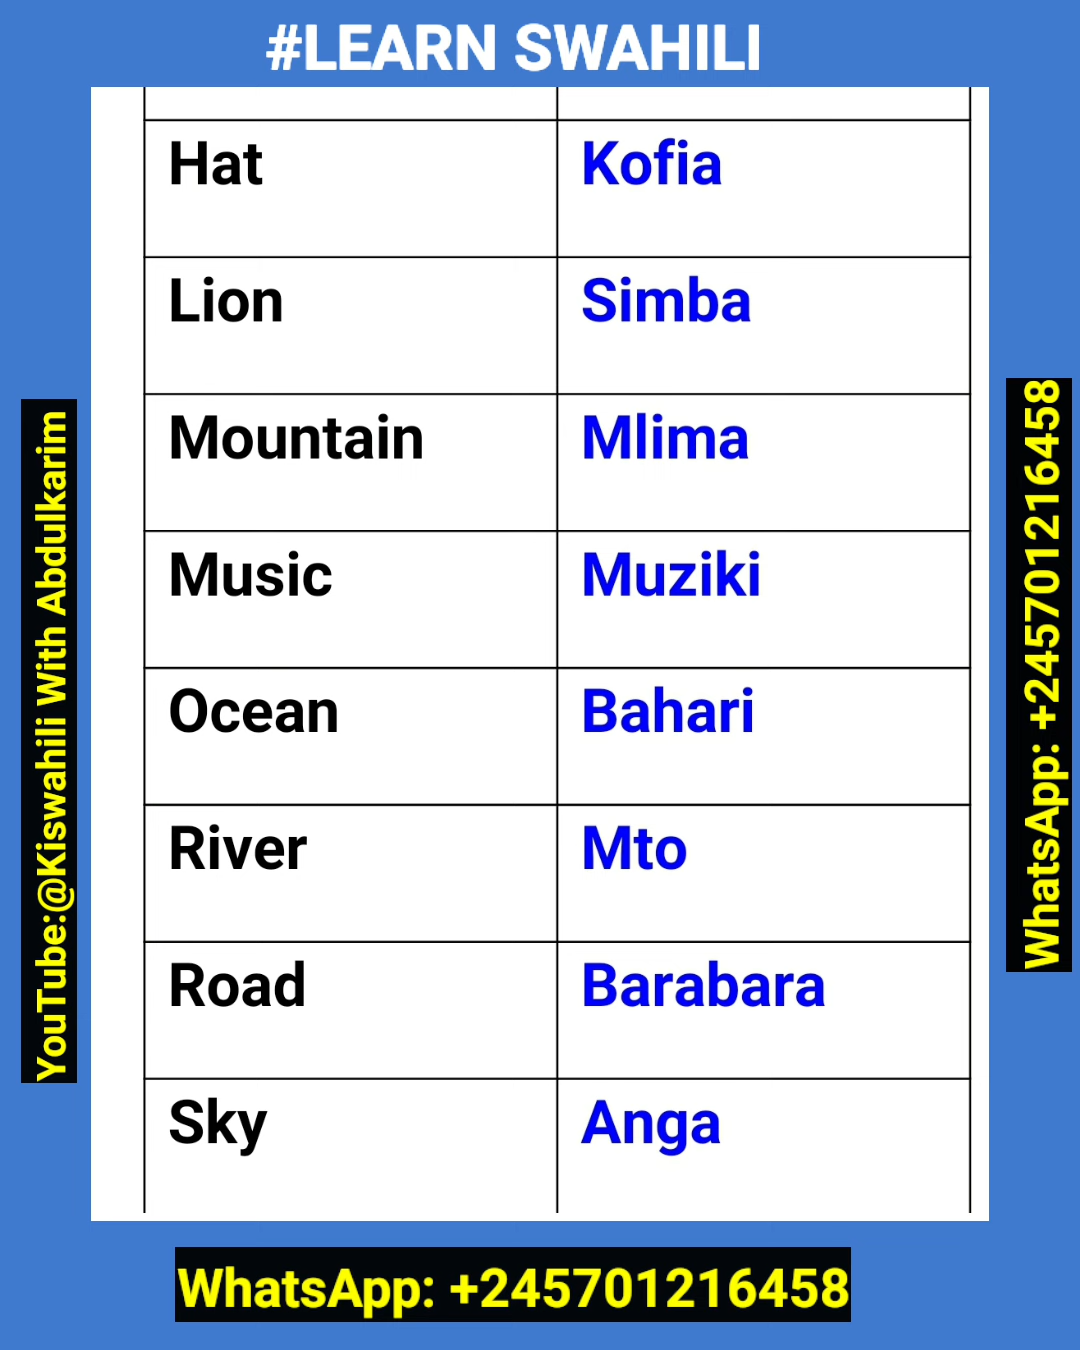 #LEARN SWAHILI
Hat Kofia
Lion Simba
Mountain Mlima
Music Muziki
Ocean Bahari
River Mto
Road Barabara
Sky Anga
YouTube:@Kiswahili With Abdulkarim
WhatsApp: +245701216458
WhatsApp: +245701216458